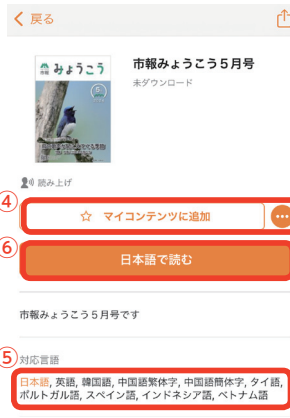 戻る
市報 みょうこう
5
市報みょうこう5月号
未ダウンロード
読み上げ
④
☆ マイコンテンツに追加
⑥
日本語で読む
市報みょうこう5月号です
⑤ 対応言語
日本語, 英語, 韓国語, 中国語繁体字, 中国語簡体字, タイ語,
ポルトガル語, スペイン語, インドネシア語, ベトナム語